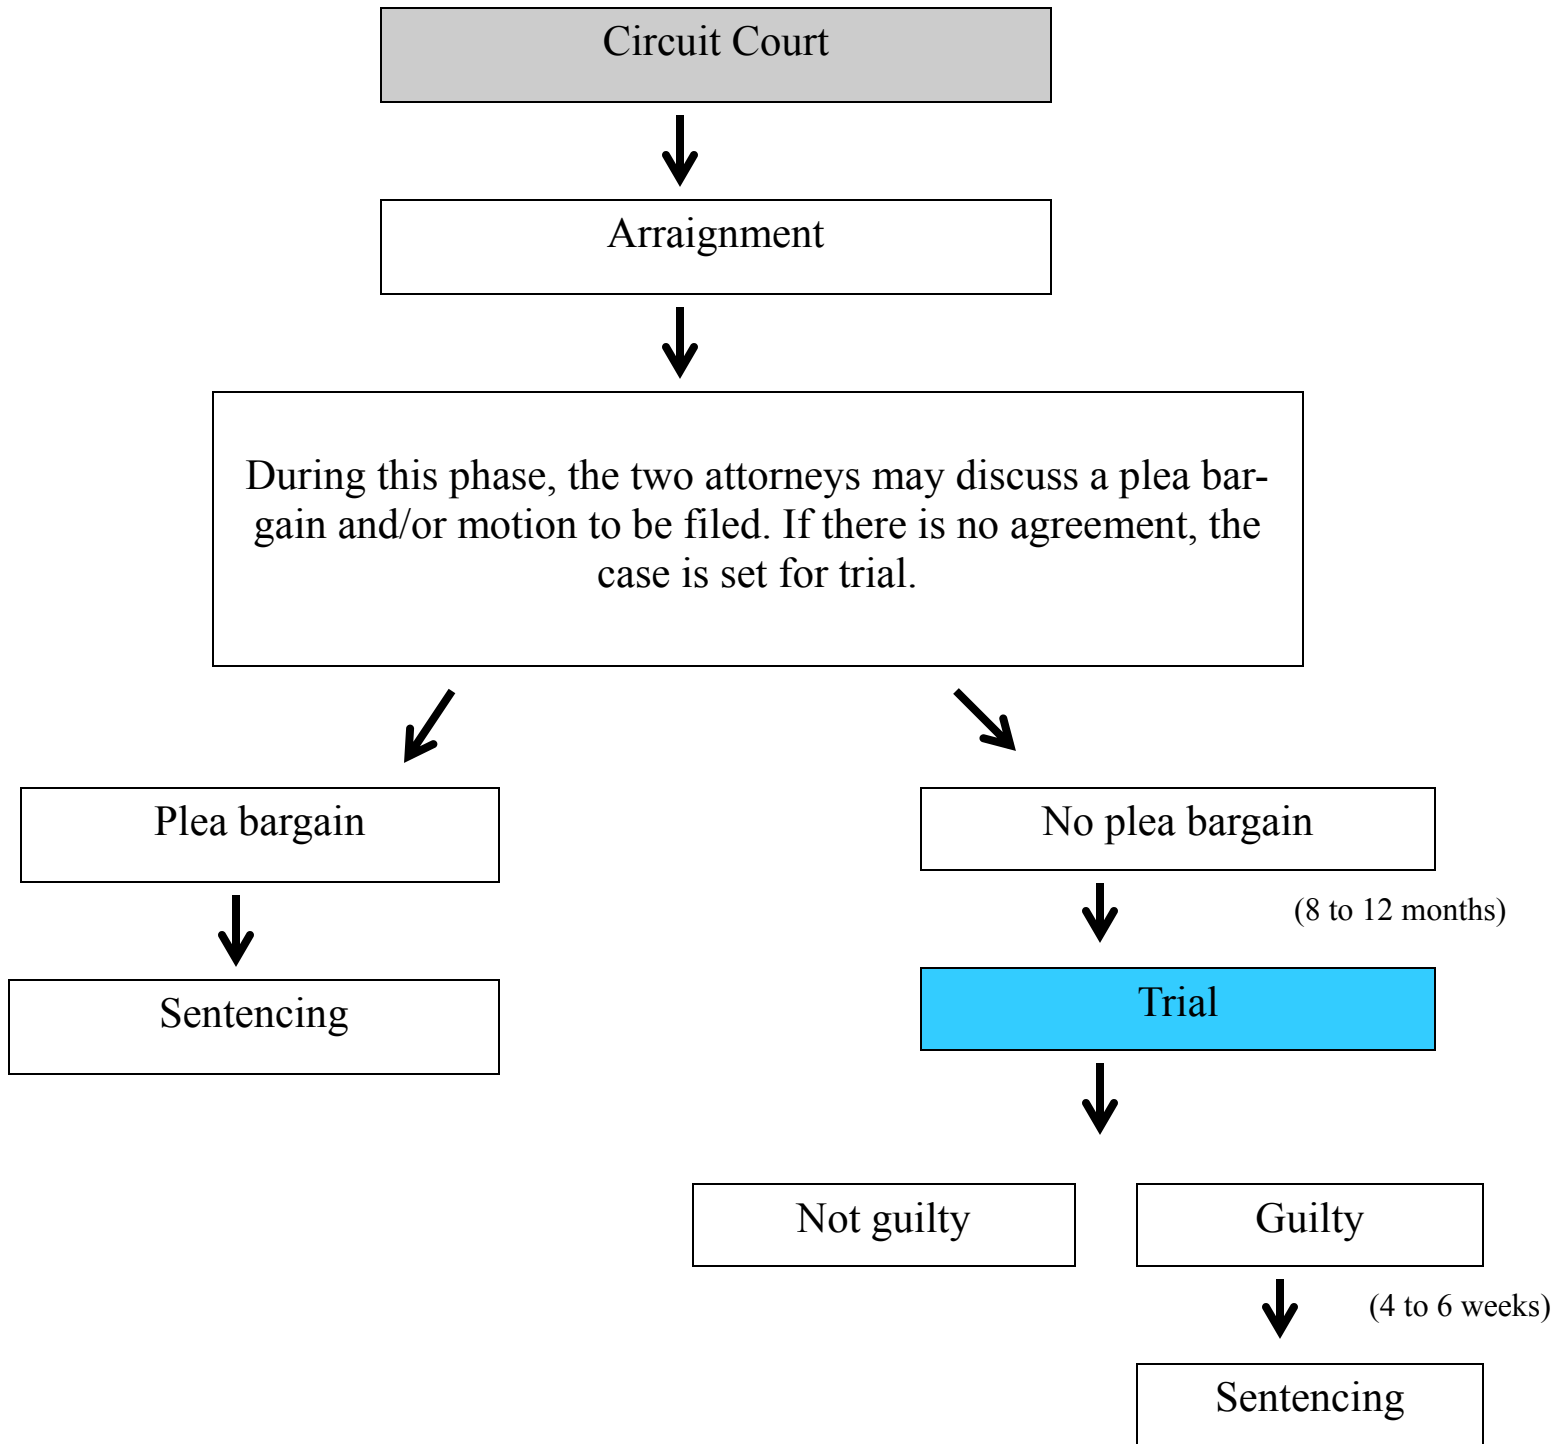 Circuit Court
Arraignment
During this phase, the two attorneys may discuss a plea bar-
gain and/or motion to be filed. If there is no agreement, the
case is set for trial.
Plea bargain
No plea bargain
(8 to 12 months)
Sentencing
Trial
Not guilty
Guilty
(4 to 6 weeks)
Sentencing